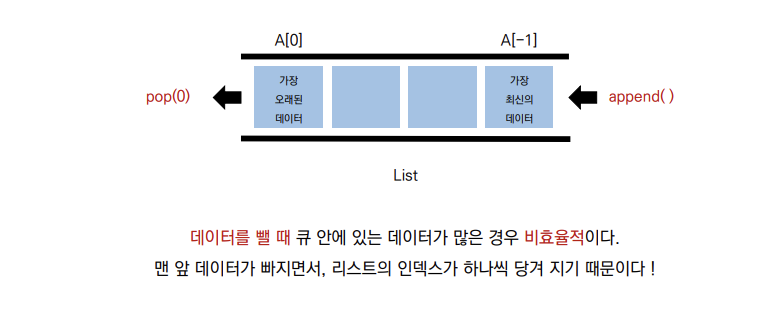 A[0] A[-1]
pop(0)
가장
오래된
데이터
가장
최신의
데이터
append( )
List
데이터를 뺄 때 큐 안에 있는 데이터가 많은 경우 비효율적이다.
맨 앞 데이터가 빠지면서, 리스트의 인덱스가 하나씩 당겨 지기 때문이다 !